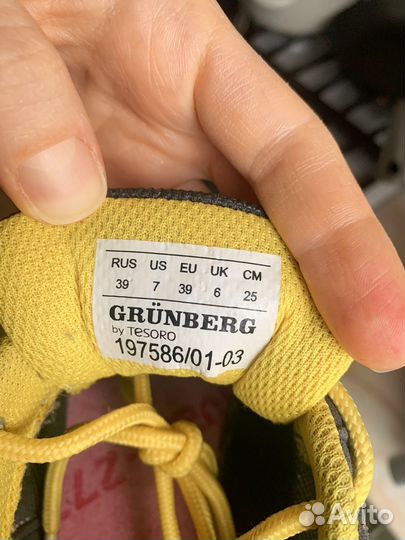 RUS US EU UK CM
39 7 39 6 25
GRÜNBERG
by TESORO
197586/01-03
Avito